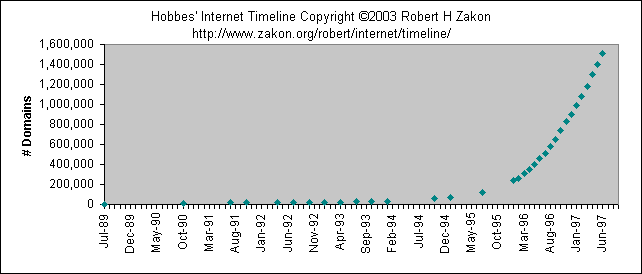 Hobbes' Internet Timeline Copyright ©2003 Robert H Zakon
http://www.zakon.org/robert/internet/timeline/
# Domains
1,600,000
1,400,000
1,200,000
1,000,000
800,000
600,000
400,000
200,000
0
Jul-89
Dec-89
May-90
Oct-90
Mar-91
Aug-91
Jan-92
Jun-92
Nov-92
Apr-93
Sep-93
Feb-94
Jul-94
Dec-94
May-95
Oct-95
Mar-96
Aug-96
Jan-97
Jun-97